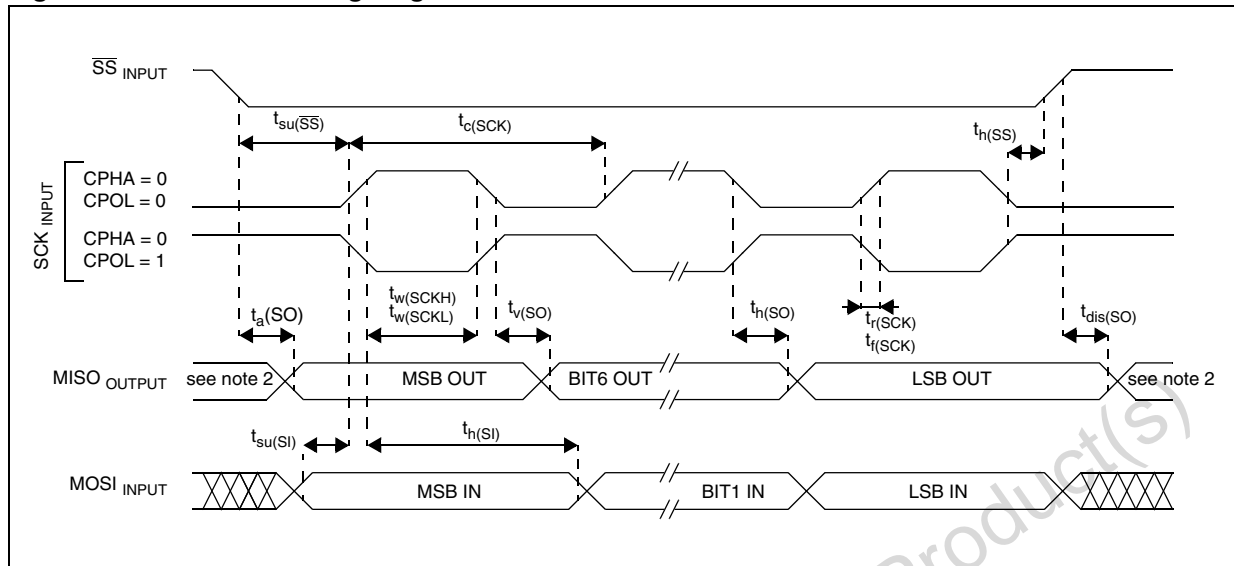 SS INPUT
tsu(SS)
tc(SCK)
th(SS)
SCK INPUT
CPHA = 0
CPOL = 0
CPHA = 0
CPOL = 1
ta(SO)
tw(SCKH)
tw(SCKL)
tv(SO)
th(SO)
tr(SCK)
tf(SCK)
tdis(SO)
MISO OUTPUT
see note 2
MSB OUT
BIT6 OUT
LSB OUT
see note 2
tsu(SI)
th(SI)
MOSI INPUT
MSB IN
BIT1 IN
LSB IN
Product(s)